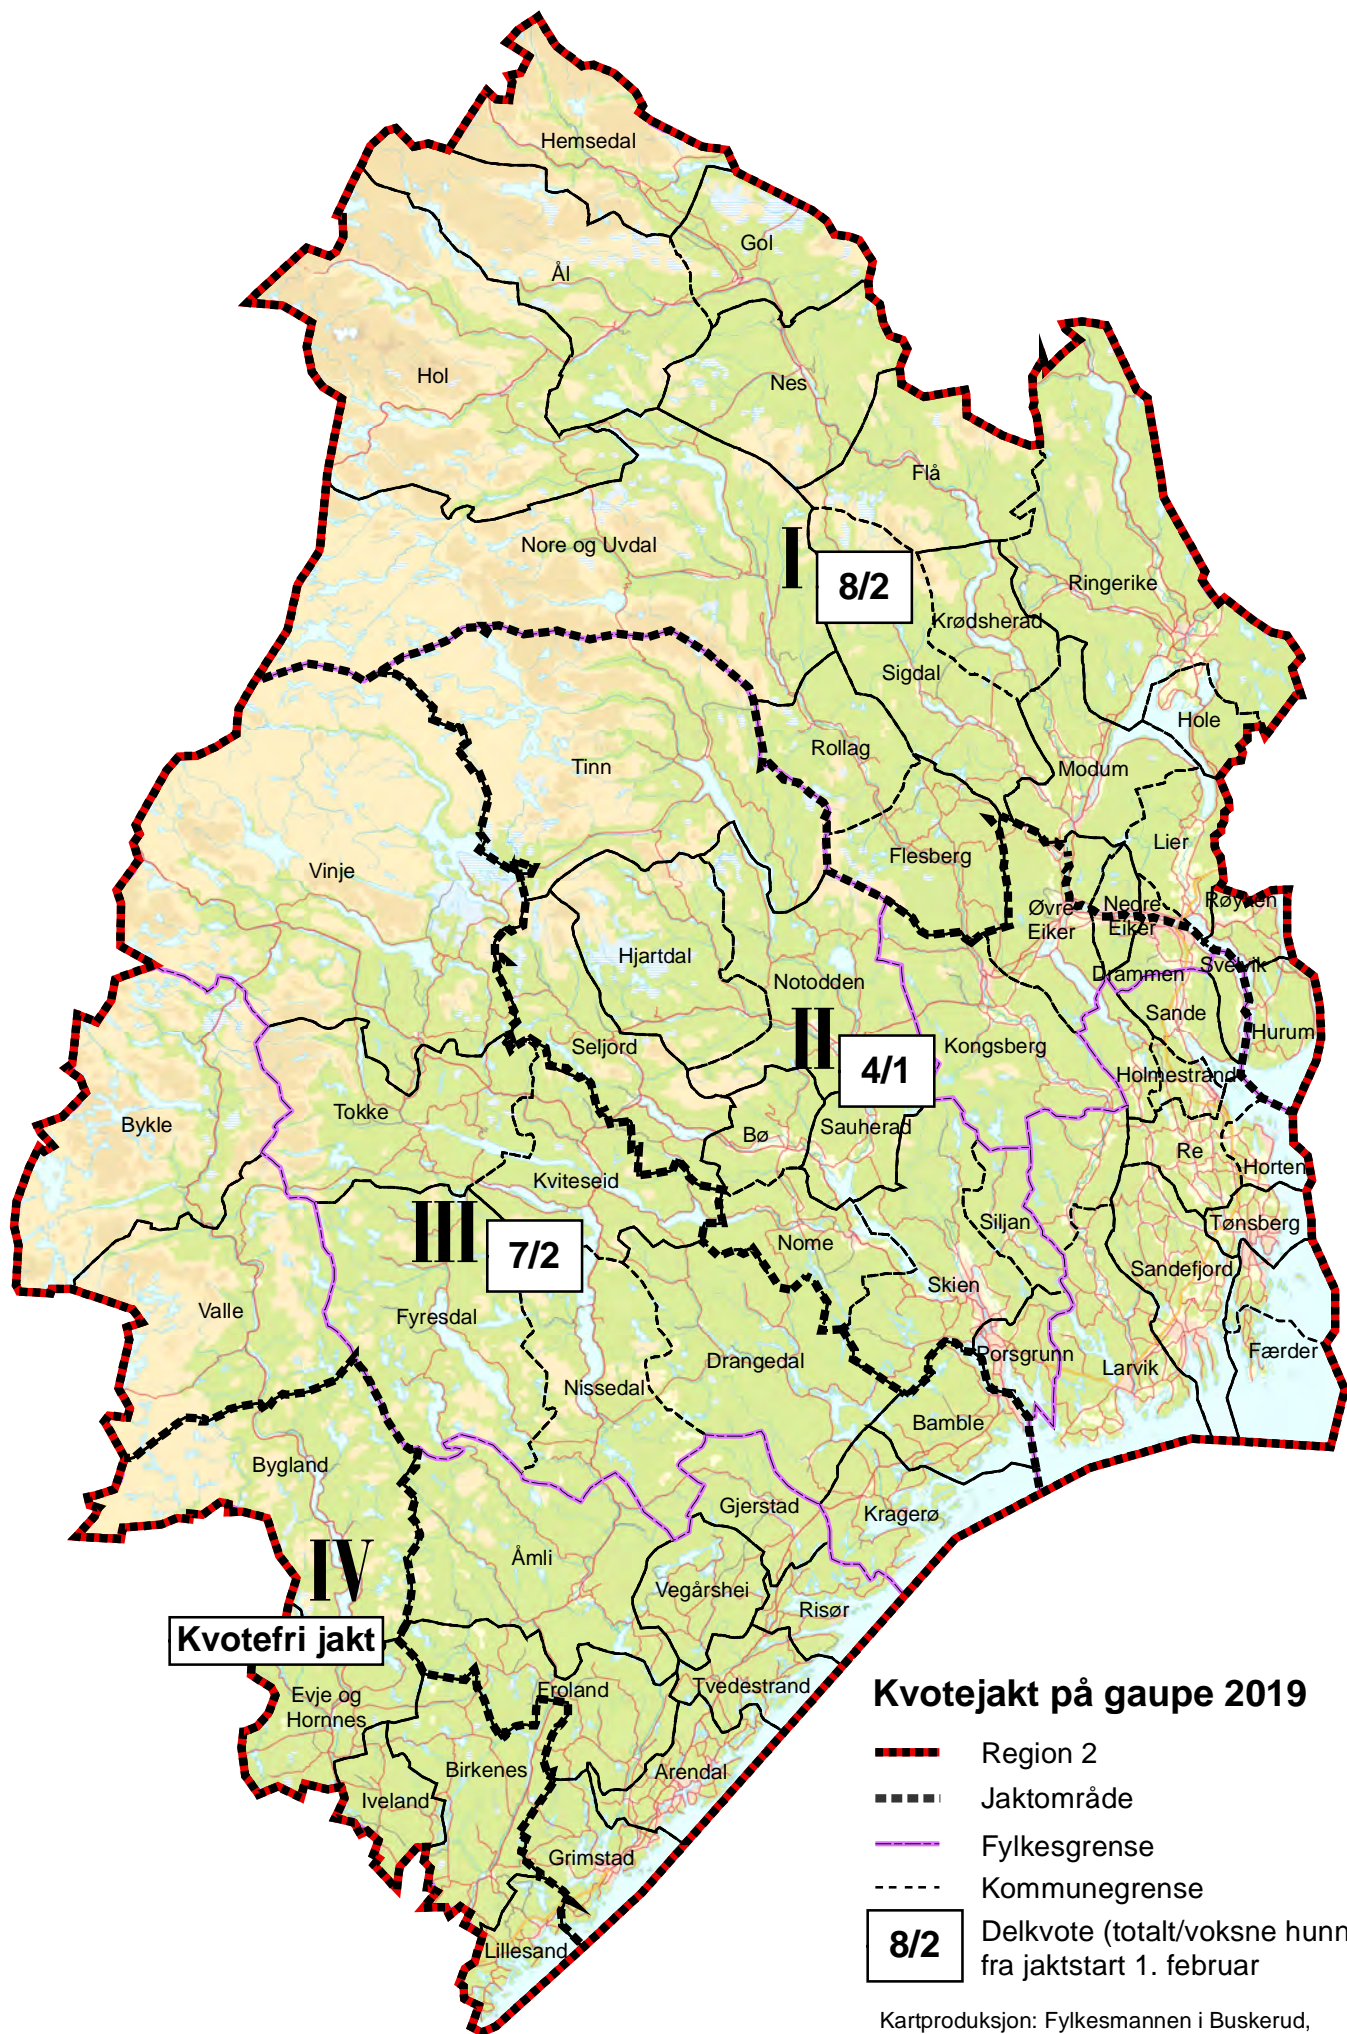 Hemsedal
Gol
Ål
Hol
Nes
Flå
Nore og Uvdal
I
8/2
Ringerike
Krødsherad
Sigdal
Hole
Rollag
Modum
Tinn
Lier
Vinje
Flesberg
Røyken
Øvre
Eiker
Nedre
Eiker
Hjartdal
Notodden
Drammen
Svelvik
Sande
Hurum
II
4/1
Seljord
Kongsberg
Holmestrand
Tokke
Bykle
Bø
Sauherad
Re
Horten
Kviteseid
III
7/2
Siljan
Tønsberg
Nome
Sandefjord
Skien
Valle
Fyresdal
Færder
Drangedal
Porsgrunn
Larvik
Nissedal
Bamble
Bygland
Gjerstad
Kragerø
IV
Åmli
Vegårshei
Risør
Kvotefri jakt
Evje og
Hornnes
Froland
Tvedestrand
Birkenes
Arendal
Iveland
Grimstad
Lillesand
Kvotejakt på gaupe 2019
Region 2
Jaktområde
Fylkesgrense
Kommunegrense
8/2
Delkvote (totalt/voksne hunn
fra jaktstart 1. februar
Kartproduksjon: Fylkesmannen i Buskerud,